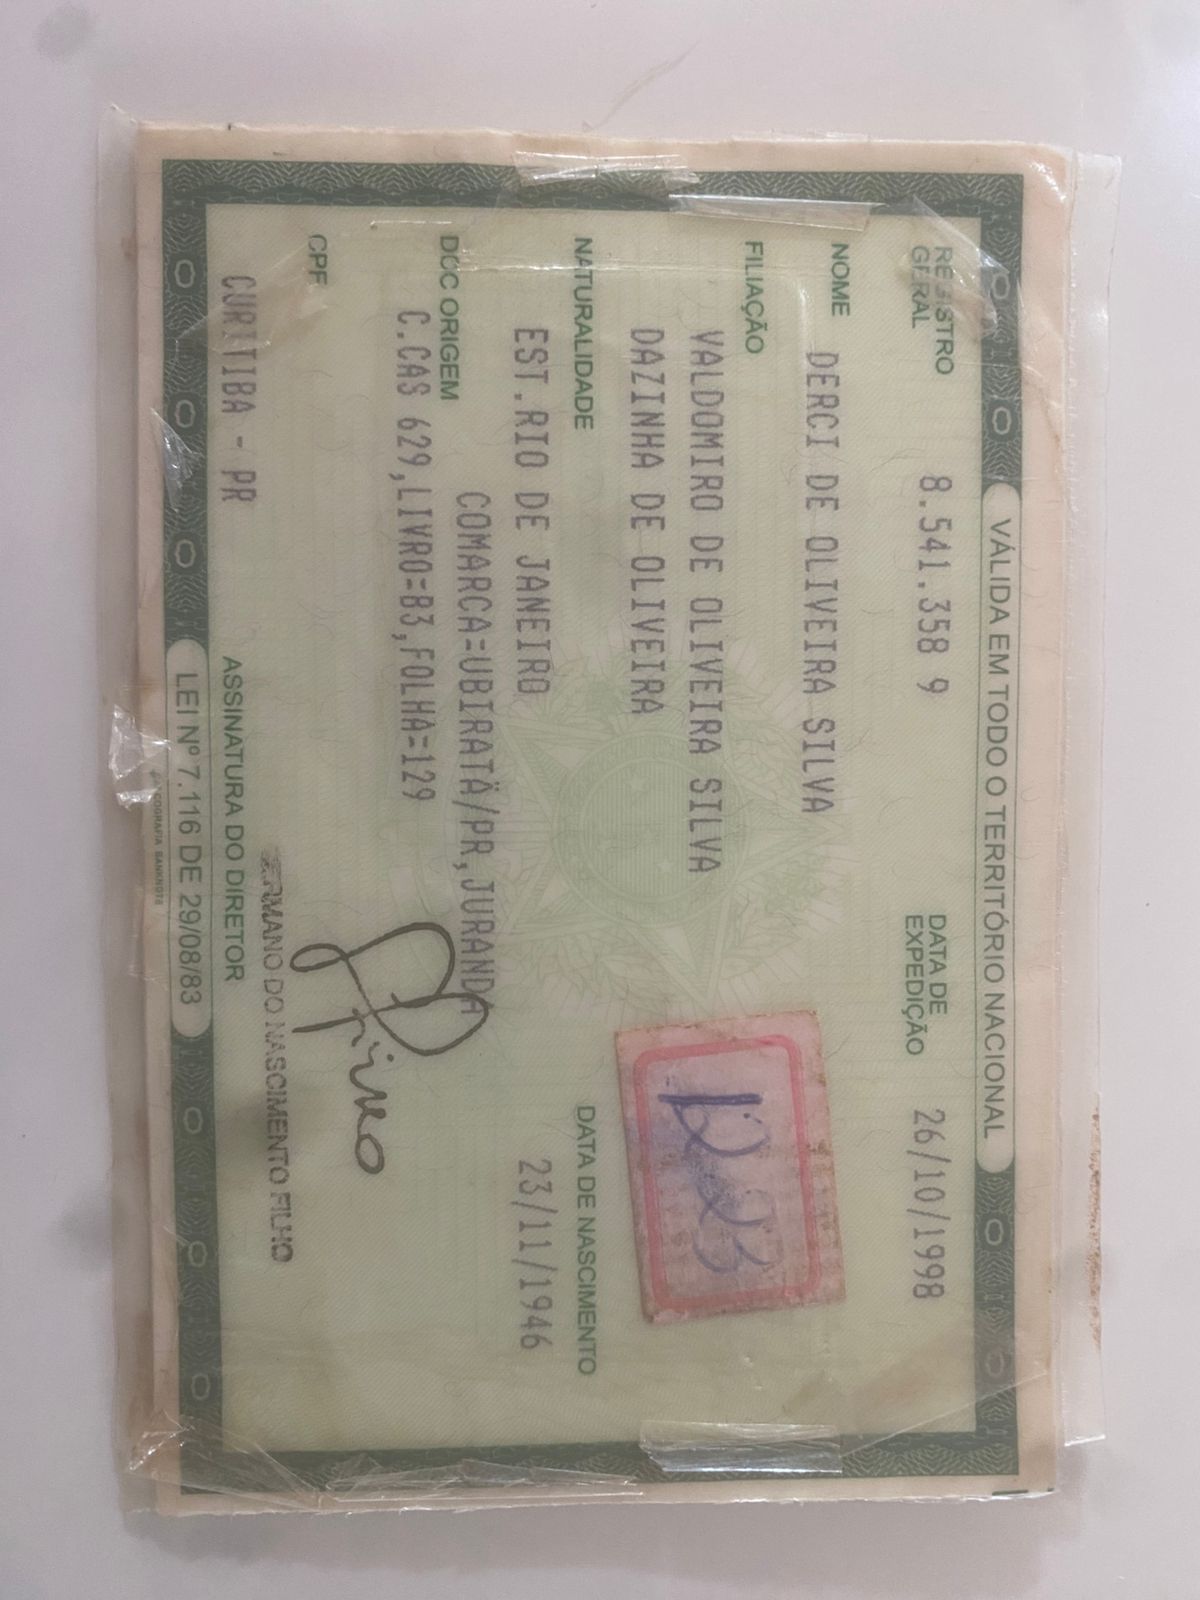 VÁLIDA EM TODO O TERRITÓRIO NACIONAL
REGISTRO GERAL 8.541.358 9 DATA DE EXPEDIÇÃO 26/10/1998
NOME
DERCI DE OLIVEIRA SILVA
FILIAÇÃO
VALDOMIRO DE OLIVEIRA SILVA
DAZINHA DE OLIVEIRA
NATURALIDADE DATA DE NASCIMENTO
EST.RIO DE JANEIRO 23/11/1946
COMARCA=UBIRATÃ/PR,JURANDA
DOC ORIGEM
C.CAS 629,LIVRO=B3,FOLHA=129
CPF
CURITIBA - PR
DO NASCIMENTO FILHO
ASSINATURA DO DIRETOR
LEI Nº 7.116 DE 29/08/83